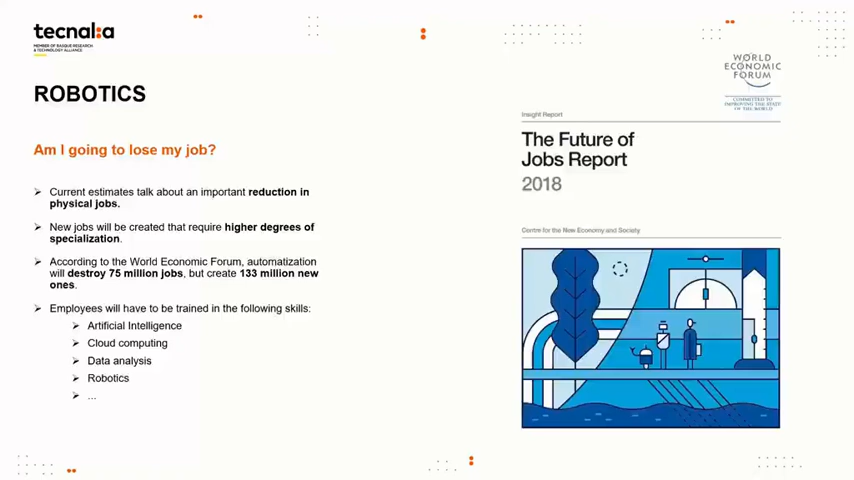 tecnalia
MEMBER OF BASQUE RESEARCH
& TECHNOLOGY ALLIANCE
ROBOTICS
Am I going to lose my job?
Current estimates talk about an important reduction in
physical jobs.
New jobs will be created that require higher degrees of
specialization.
According to the World Economic Forum, automatization
will destroy 75 million jobs, but create 133 million new
ones.
Employees will have to be trained in the following skills:
Artificial Intelligence
Cloud computing
Data analysis
Robotics
...
WORLD
ECONOMIC
FORUM
COMMITTED TO
IMPROVING THE STATE
OF THE WORLD
Insight Report
The Future of
Jobs Report
2018
Centre for the New Economy and Society